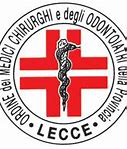 ORDINE dei MEDICI CHIRURGHI e degli ODONTOIATRI della Provincia
• LECCE •